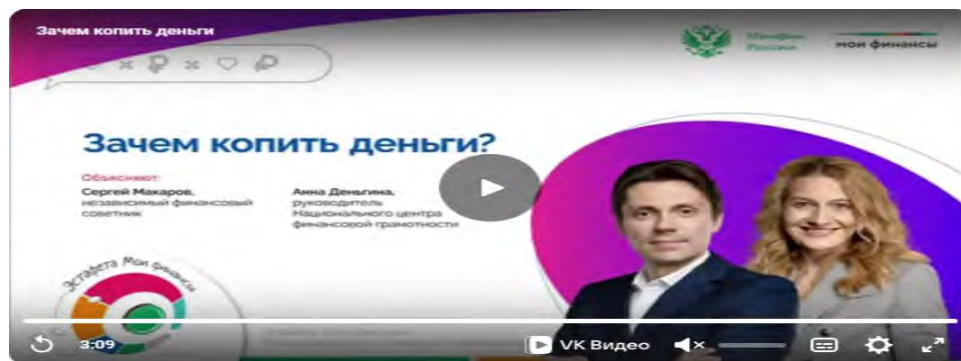 Зачем копить деньги
Минфин
России
мои финансы
Зачем копить деньги?
Объясняют:
Сергей Макаров,
независимый финансовый
советник
Анна Деньгина,
руководитель
Национального центра
финансовой грамотности
Эстафета Мои финансы
3:09
VK Видео